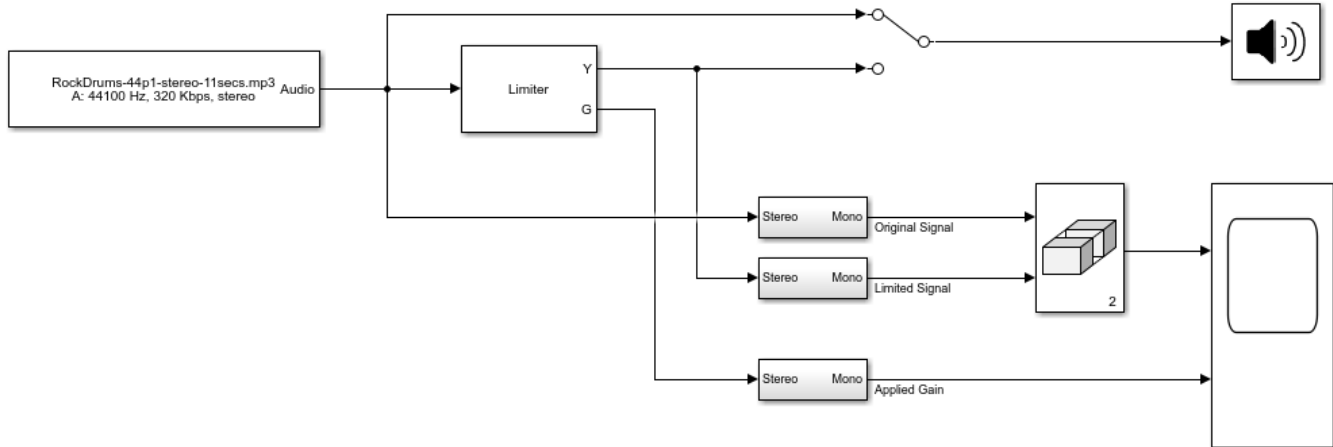 RockDrums-44p1-stereo-11secs.mp3
A: 44100 Hz, 320 Kbps, stereo
Audio
Limiter
Y
G
Stereo Mono
Original Signal
Stereo Mono
Limited Signal
2
Stereo Mono
Applied Gain